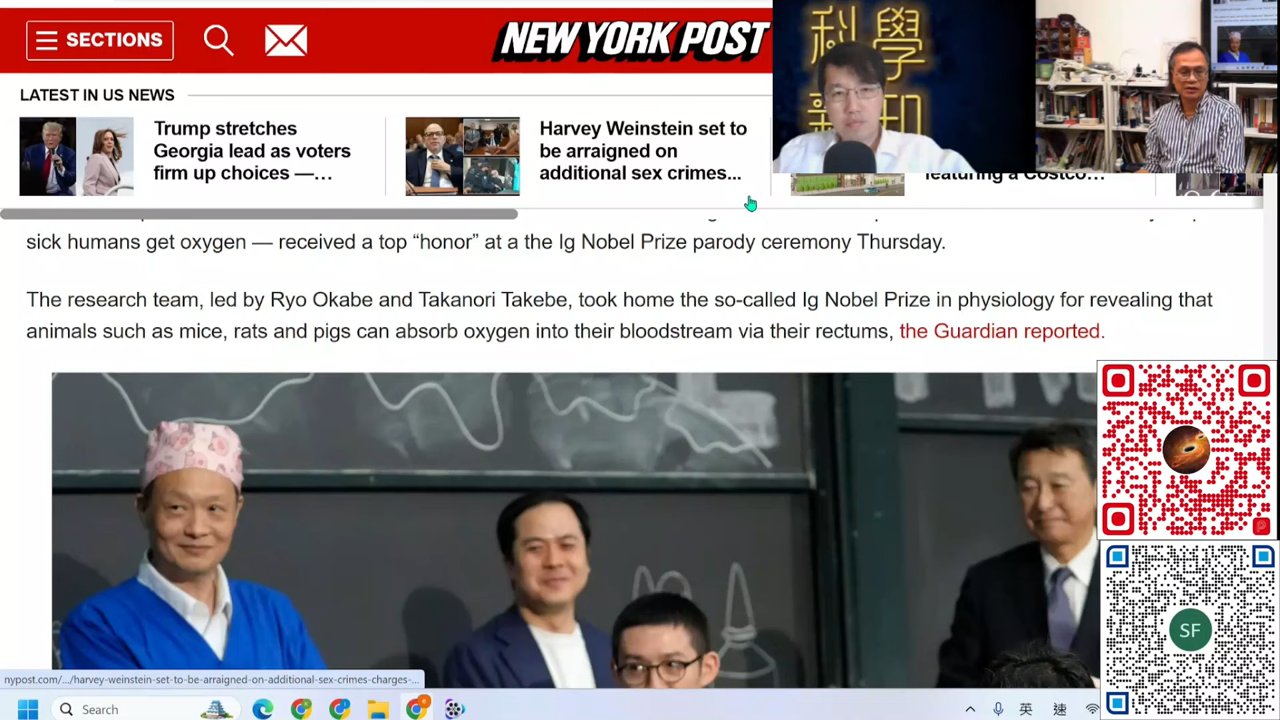 SECTIONS
NEW YORK POST
科學
新知
LATEST IN US NEWS
Trump stretches
Georgia lead as voters
firm up choices —…
Harvey Weinstein set to
be arraigned on
additional sex crimes...
featuring a Costco…
sick humans get oxygen — received a top “honor” at a the Ig Nobel Prize parody ceremony Thursday.
The research team, led by Ryo Okabe and Takanori Takebe, took home the so-called Ig Nobel Prize in physiology for revealing that
animals such as mice, rats and pigs can absorb oxygen into their bloodstream via their rectums, the Guardian reported.
SF
nypost.com/.../harvey-weinstein-set-to-be-arraigned-on-additional-sex-crimes-charges-...
Search
英
速